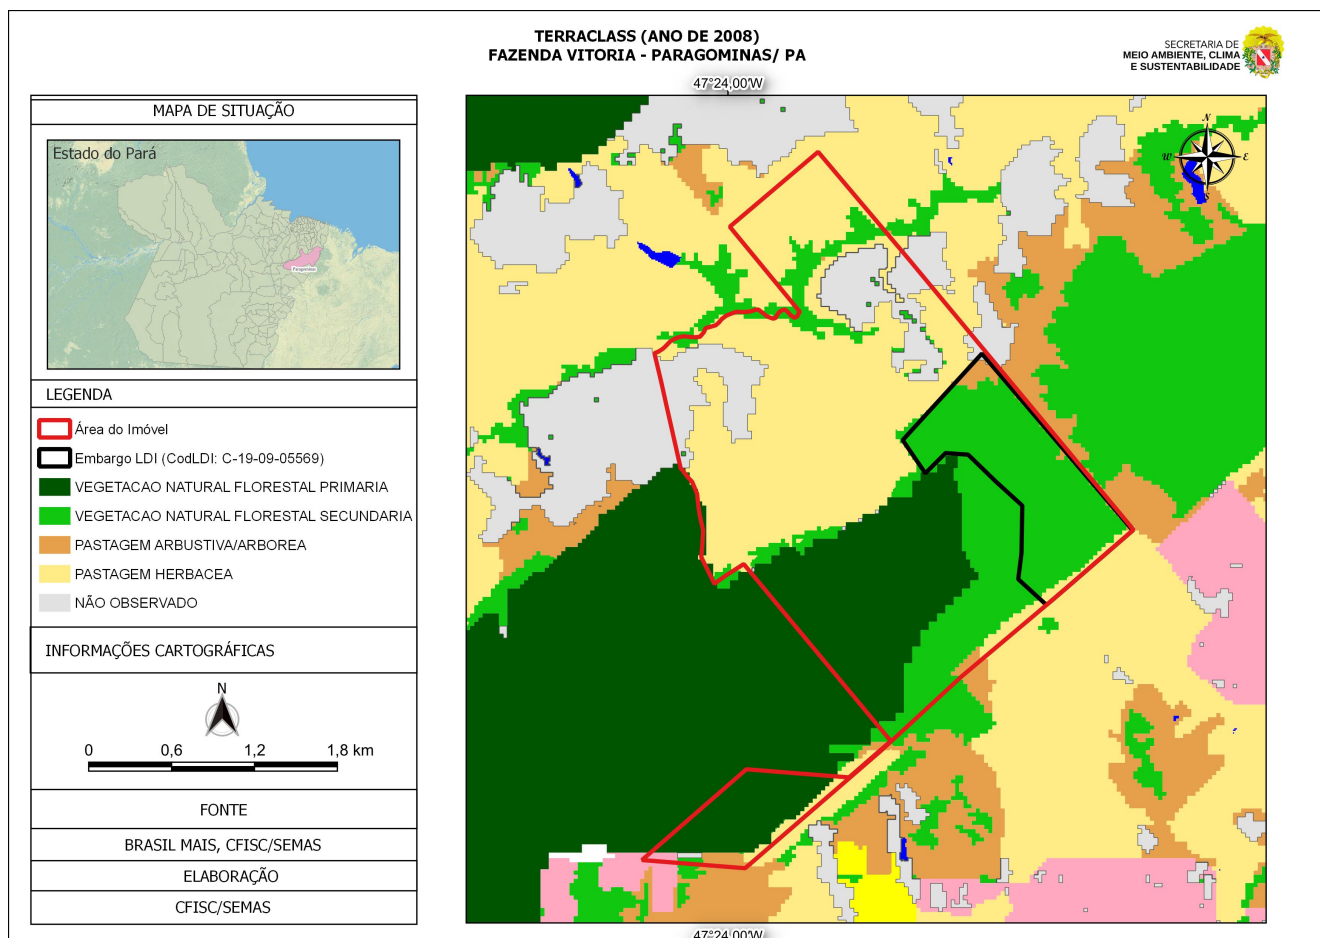 TERRACLASS (ANO DE 2008)
FAZENDA VITORIA - PARAGOMINAS/ PA
SECRETARIA DE
MEIO AMBIENTE, CLIMA
E SUSTENTABILIDADE
MAPA DE SITUAÇÃO
Estado do Pará
Paragominas
LEGENDA
Área do Imóvel
Embargo LDI (CodLDI: C-19-09-05569)
VEGETACAO NATURAL FLORESTAL PRIMARIA
VEGETACAO NATURAL FLORESTAL SECUNDARIA
PASTAGEM ARBUSTIVA/ARBOREA
PASTAGEM HERBACEA
NÃO OBSERVADO
INFORMAÇÕES CARTOGRÁFICAS
N
0 0,6 1,2 1,8 km
FONTE
BRASIL MAIS, CFISC/SEMAS
ELABORAÇÃO
CFISC/SEMAS
47°24,00'W
N
W E
S
47°24,00'W